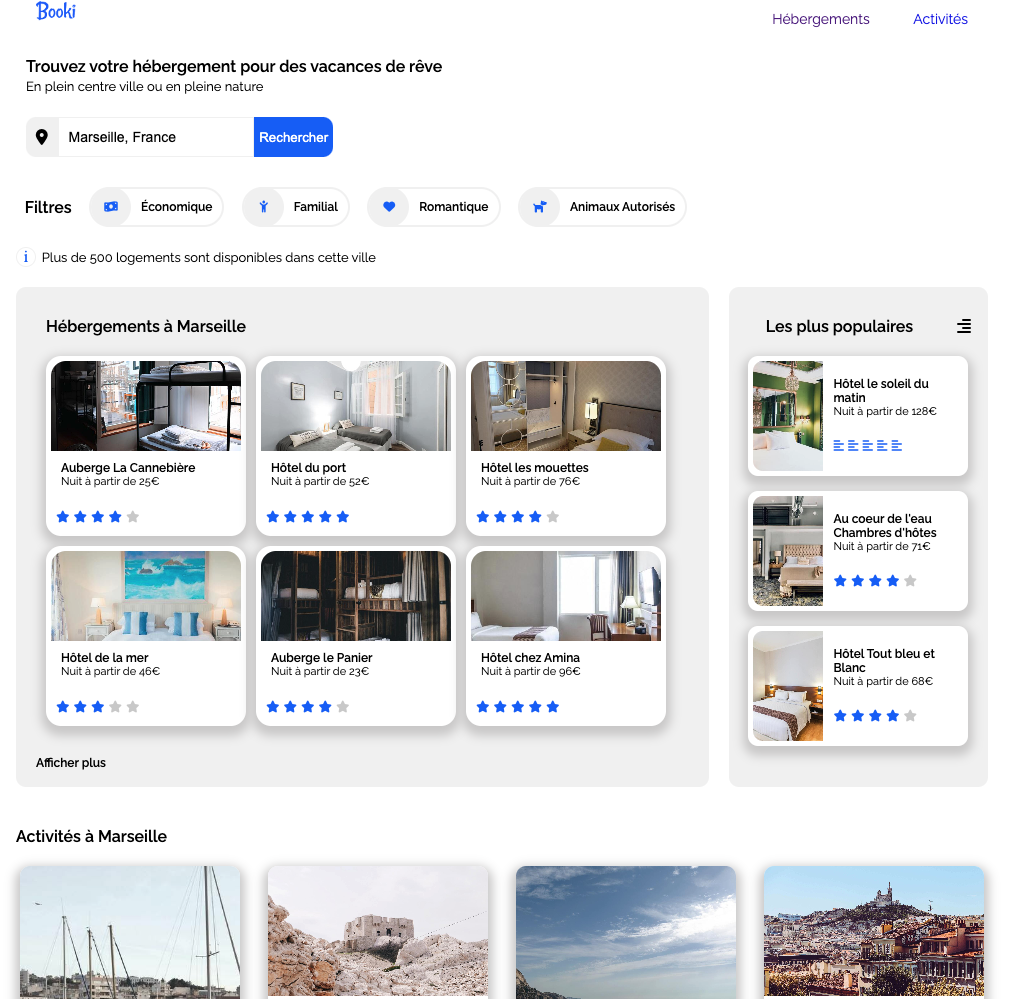 Booki
Hébergements
Activités
Trouvez votre hébergement pour des vacances de rêve
En plein centre ville ou en pleine nature
Marseille, France
Rechercher
Filtres
Économique
Familial
Romantique
Animaux Autorisés
i
Plus de 500 logements sont disponibles dans cette ville
Hébergements à Marseille
Auberge La Cannebière
Nuit à partir de 25€
Hôtel du port
Nuit à partir de 52€
Hôtel les mouettes
Nuit à partir de 76€
Hôtel de la mer
Nuit à partir de 46€
Auberge le Panier
Nuit à partir de 23€
Hôtel chez Amina
Nuit à partir de 96€
Afficher plus
Les plus populaires
Hôtel le soleil du
matin
Nuit à partir de 128€
Au coeur de l'eau
Chambres d'hôtes
Nuit à partir de 71€
Hôtel Tout bleu et
Blanc
Nuit à partir de 68€
Activités à Marseille